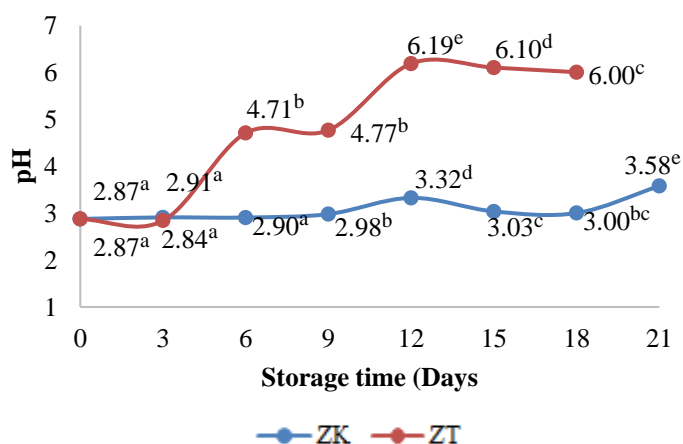 7
6
5
4
3
2
1
pH
6.19ᵉ
6.10ᵈ
6.00ᶜ
4.71ᵇ
4.77ᵇ
3.58ᵉ
2.87ᵃ
2.91ᵃ
3.32ᵈ
2.87ᵃ
2.84ᵃ
2.90ᵃ
2.98ᵇ
3.03ᶜ
3.00ᵇᶜ
0 3 6 9 12 15 18 21
Storage time (Days
ZK ZT